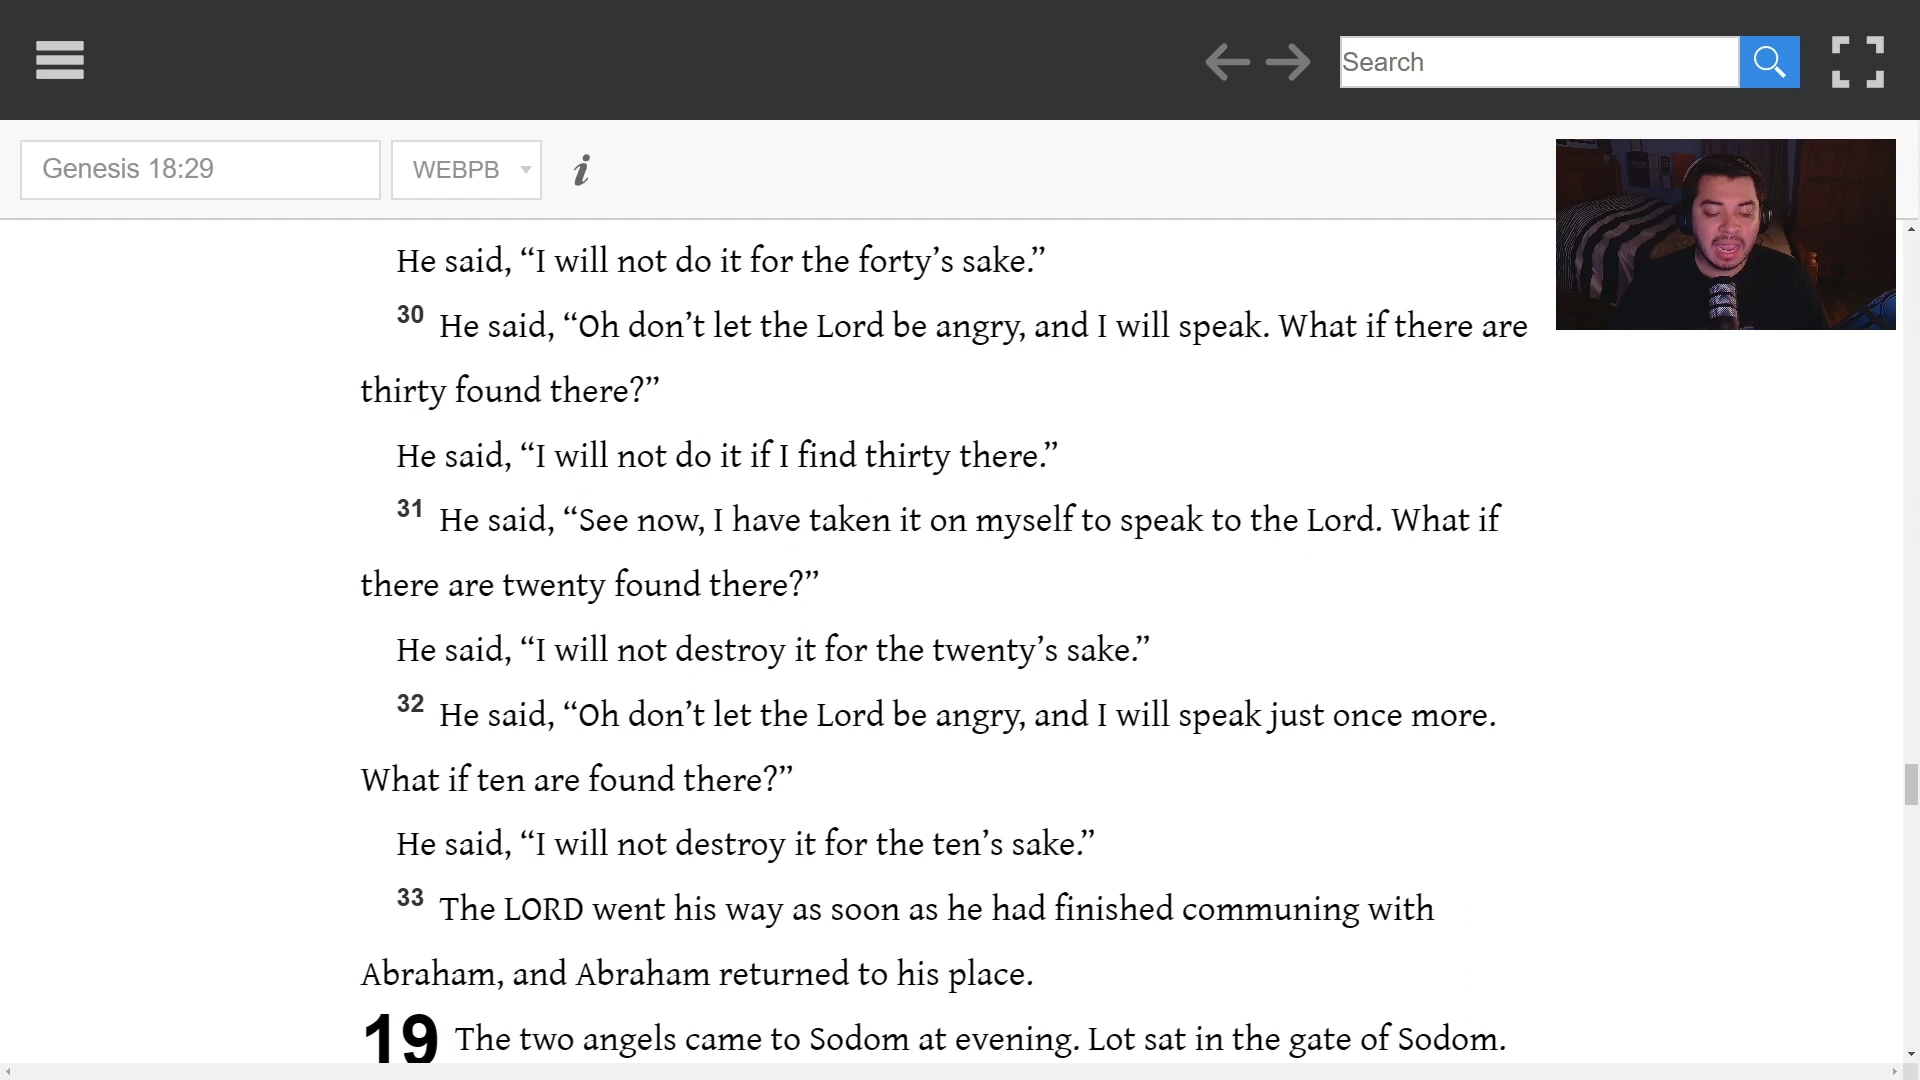 Search
Genesis 18:29
WEBPB
i
He said, “I will not do it for the forty’s sake.”
30 He said, “Oh don’t let the Lord be angry, and I will speak. What if there are
thirty found there?”
He said, “I will not do it if I find thirty there.”
31 He said, “See now, I have taken it on myself to speak to the Lord. What if
there are twenty found there?”
He said, “I will not destroy it for the twenty’s sake.”
32 He said, “Oh don’t let the Lord be angry, and I will speak just once more.
What if ten are found there?”
He said, “I will not destroy it for the ten’s sake.”
33 The LORD went his way as soon as he had finished communing with
Abraham, and Abraham returned to his place.
19 The two angels came to Sodom at evening. Lot sat in the gate of Sodom.